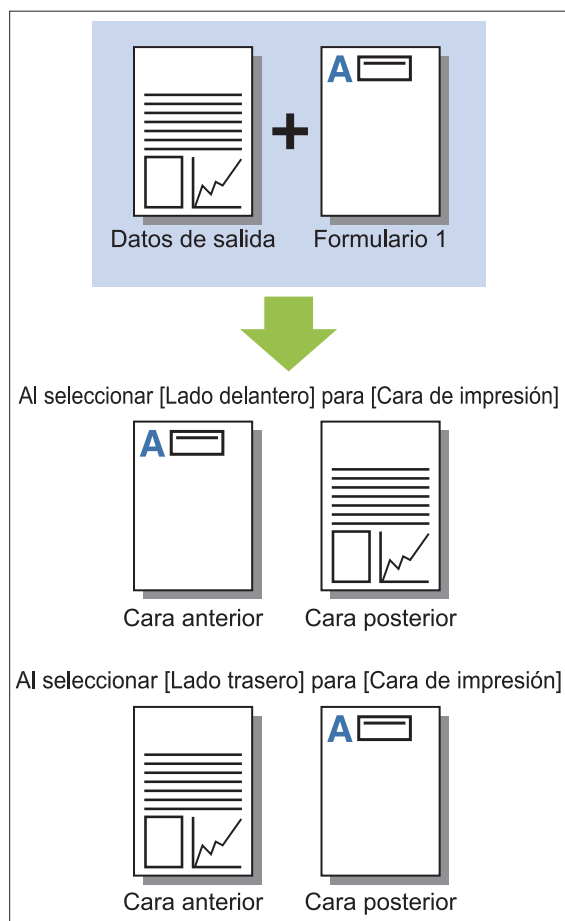 A
Datos de salida
Formulario 1
Al seleccionar [Lado delantero] para [Cara de impresión]
A
Cara anterior
Cara posterior
Al seleccionar [Lado trasero] para [Cara de impresión]
A
Cara anterior
Cara posterior